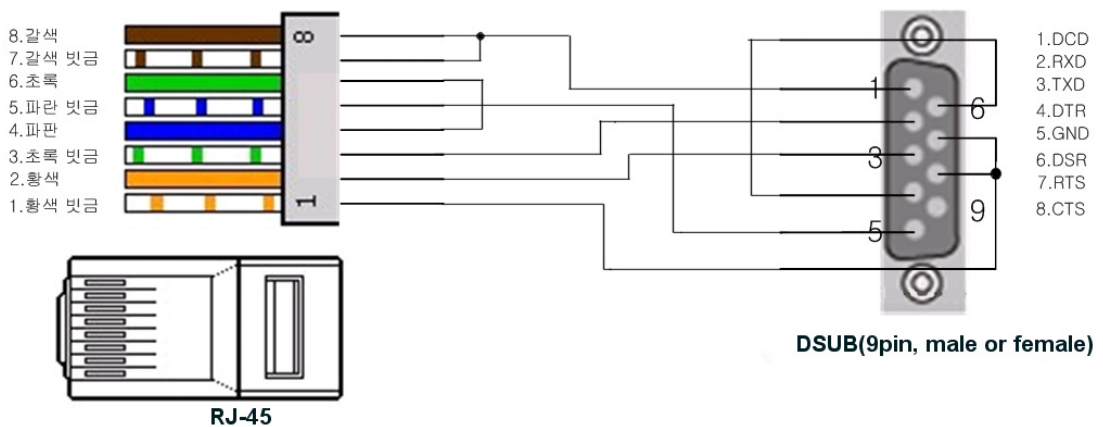 8.갈색
7.갈색 빗금
6.초록
5.파란 빗금
4.파판
3.초록 빗금
2.황색
1.황색 빗금
8
1
1
3
5
6
9
1.DCD
2.RXD
3.TXD
4.DTR
5.GND
6.DSR
7.RTS
8.CTS
DSUB(9pin, male or female)
RJ-45